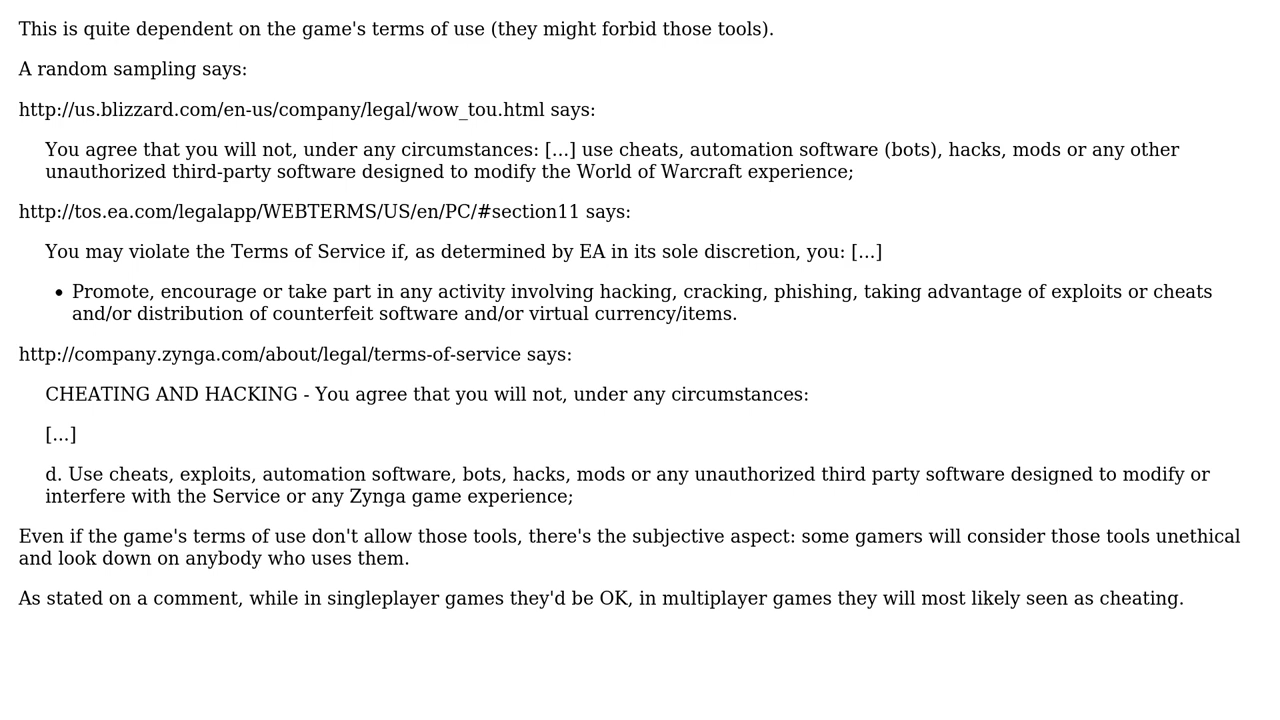 This is quite dependent on the game's terms of use (they might forbid those tools).
A random sampling says:
http://us.blizzard.com/en-us/company/legal/wow_tou.html says:
You agree that you will not, under any circumstances: [...] use cheats, automation software (bots), hacks, mods or any other
unauthorized third-party software designed to modify the World of Warcraft experience;
http://tos.ea.com/legalapp/WEBTERMS/US/en/PC/#section11 says:
You may violate the Terms of Service if, as determined by EA in its sole discretion, you: [...]
• Promote, encourage or take part in any activity involving hacking, cracking, phishing, taking advantage of exploits or cheats
and/or distribution of counterfeit software and/or virtual currency/items.
http://company.zynga.com/about/legal/terms-of-service says:
CHEATING AND HACKING - You agree that you will not, under any circumstances:
[...]
d. Use cheats, exploits, automation software, bots, hacks, mods or any unauthorized third party software designed to modify or
interfere with the Service or any Zynga game experience;
Even if the game's terms of use don't allow those tools, there's the subjective aspect: some gamers will consider those tools unethical
and look down on anybody who uses them.
As stated on a comment, while in singleplayer games they'd be OK, in multiplayer games they will most likely seen as cheating.